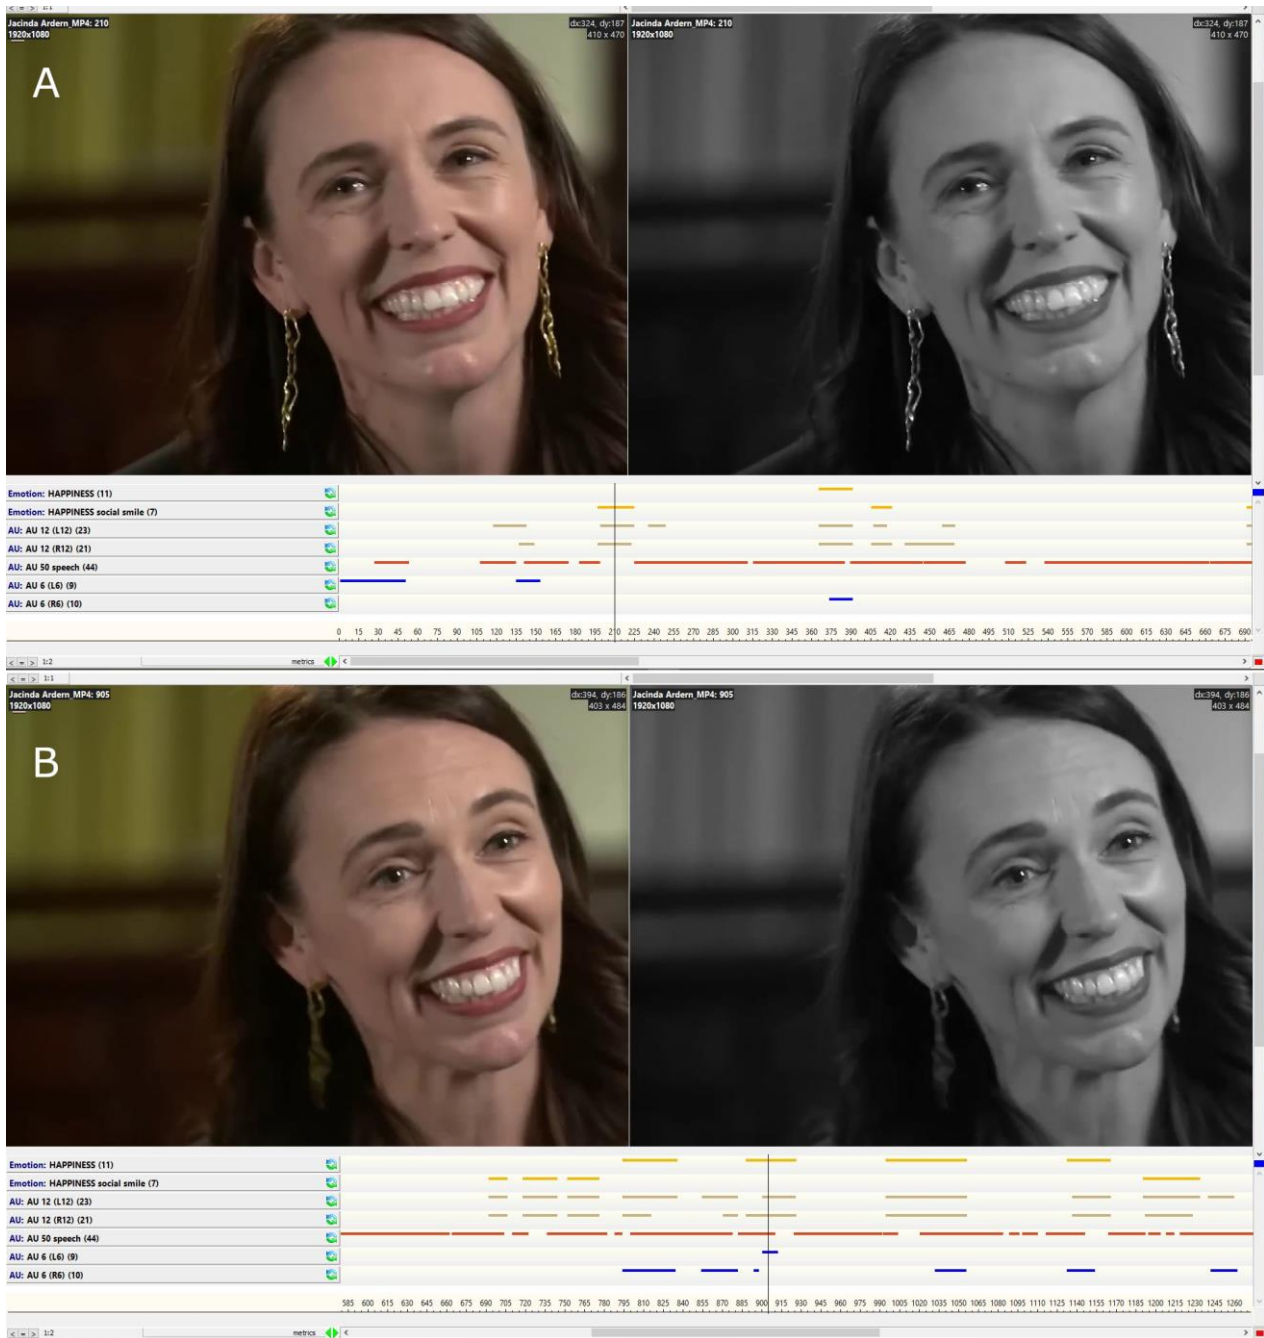 < = > 1:1
Jacinda Ardern_MP4: 210 dx:324, dy:187 Jacinda Ardern_MP4: 210 dx:324, dy:187
1920x1080 410 x 470 1920x1080 410 x 470
A
Emotion: HAPPINESS (11)
Emotion: HAPPINESS social smile (7)
AU: AU 12 (L12) (23)
AU: AU 12 (R12) (21)
AU: AU 50 speech (44)
AU: AU 6 (L6) (9)
AU: AU 6 (R6) (10)
0 15 30 45 60 75 90 105 120 135 150 165 180 195 210 225 240 255 270 285 300 315 330 345 360 375 390 405 420 435 450 465 480 495 510 525 540 555 570 585 600 615 630 645 660 675 690
< = > 1:2 metrics < >
< = > 1:1 < >
Jacinda Ardern_MP4: 905 dx:394, dy:186 Jacinda Ardern_MP4: 905 dx:394, dy:186
1920x1080 403 x 484 1920x1080 403 x 484
B
Emotion: HAPPINESS (11)
Emotion: HAPPINESS social smile (7)
AU: AU 12 (L12) (23)
AU: AU 12 (R12) (21)
AU: AU 50 speech (44)
AU: AU 6 (L6) (9)
AU: AU 6 (R6) (10)
585 600 615 630 645 660 675 690 705 720 735 750 765 780 795 810 825 840 855 870 885 900 915 930 945 960 975 990 1005 1020 1035 1050 1065 1080 1095 1110 1125 1140 1155 1170 1185 1200 1215 1230 1245 1260
< = > 1:2 metrics < >